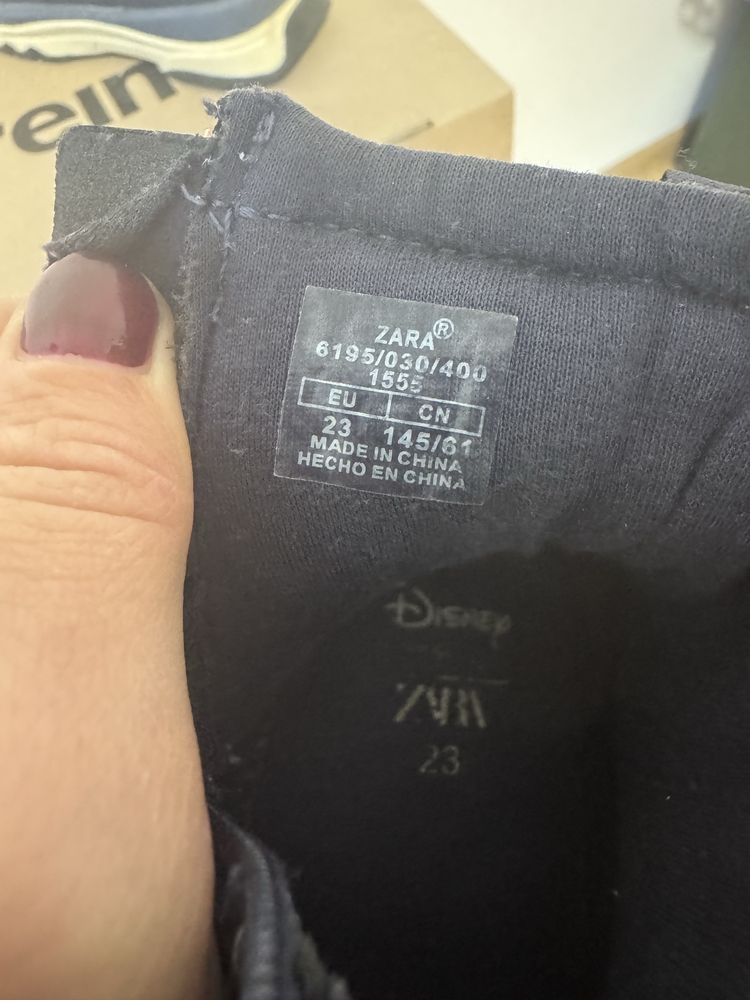 ZARA®
6195/030/400
1555
EU CN
23 145/61
MADE IN CHINA
HECHO EN CHINA
Disney
ZARA
23